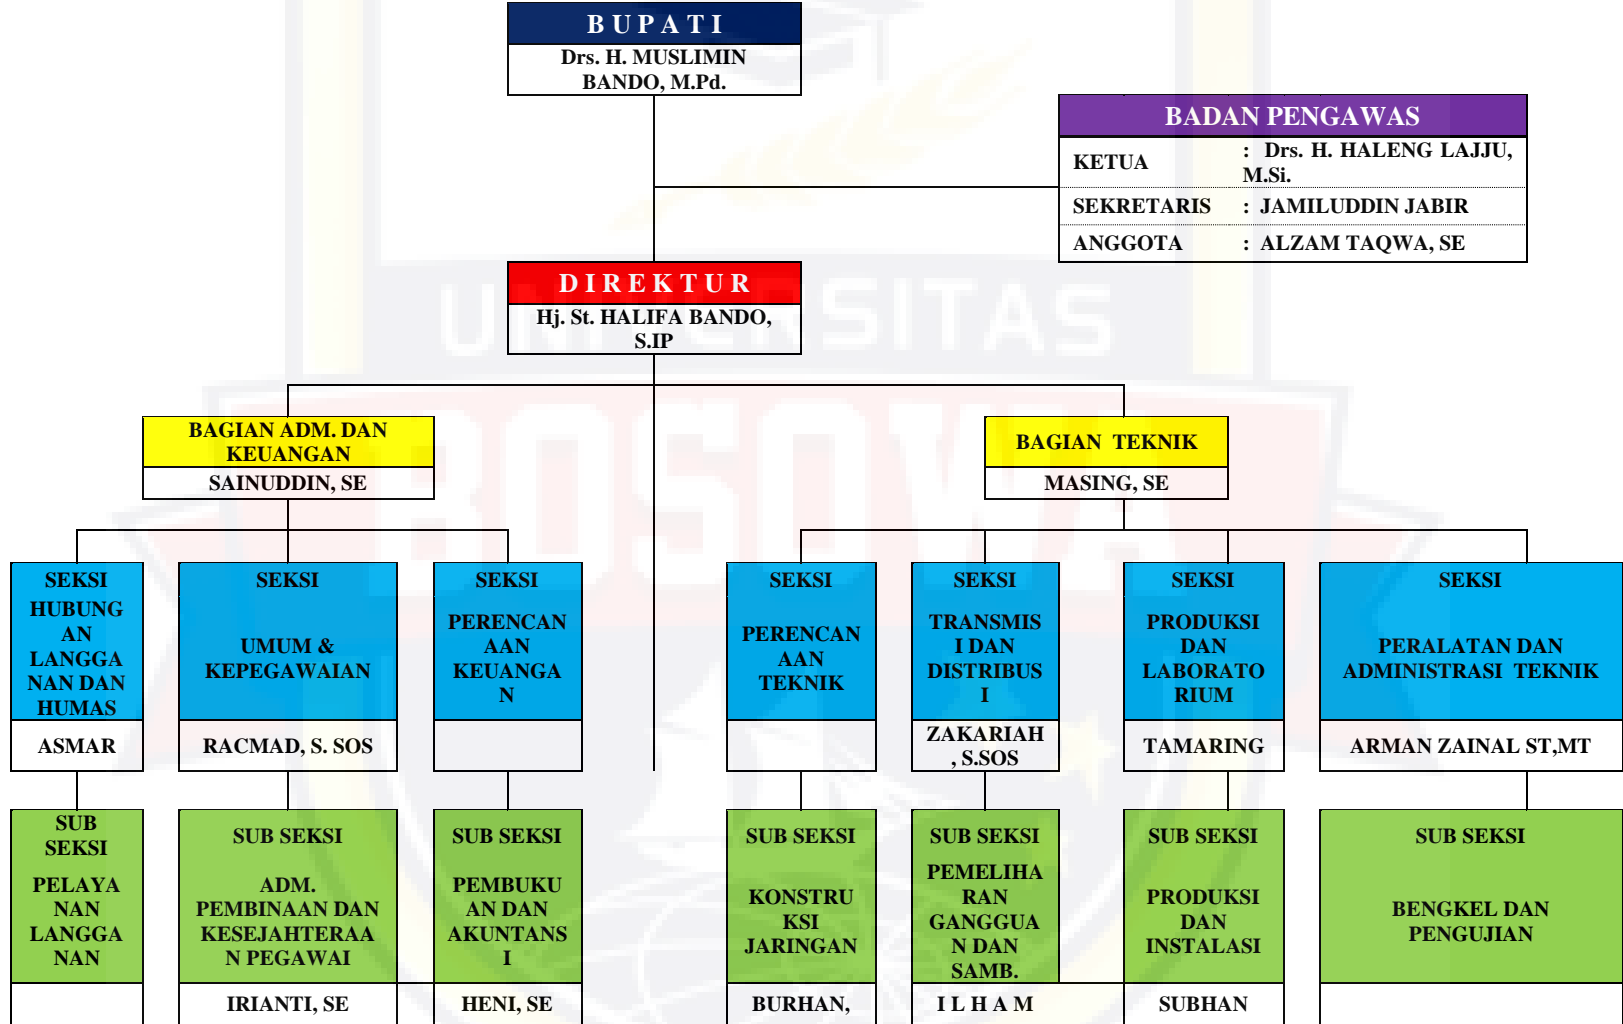 B U P A T I
Drs. H. MUSLIMIN
BANDO, M.Pd.
BADAN PENGAWAS
KETUA : Drs. H. HALENG LAJJU,
M.Si.
SEKRETARIS : JAMILUDDIN JABIR
ANGGOTA : ALZAM TAQWA, SE
D I R E K T U R
Hj. St. HALIFA BANDO,
S.IP
UNIVERSITAS
BOSOWA
BAGIAN ADM. DAN
KEUANGAN
SAINUDDIN, SE
BAGIAN TEKNIK
MASING, SE
SEKSI
HUBUNG
AN
LANGGA
NAN DAN
HUMAS
ASMAR
SEKSI
UMUM &
KEPEGAWAIAN
RACMAD, S. SOS
SEKSI
PERENCAN
AAN
KEUANGA
N
SEKSI
PERENCAN
AAN
TEKNIK
SEKSI
TRANSMIS
I DAN
DISTRIBUS
I
ZAKARIAH
, S.SOS
SEKSI
PRODUKSI
DAN
LABORATO
RIUM
TAMARING
SEKSI
PERALATAN DAN
ADMINISTRASI TEKNIK
ARMAN ZAINAL ST,MT
SUB
SEKSI
PELAYA
NAN
LANGGA
NAN
SUB SEKSI
ADM.
PEMBINAAN DAN
KESEJAHTERAA
N PEGAWAI
IRIANTI, SE
SUB SEKSI
PEMBUKU
AN DAN
AKUNTANS
I
HENI, SE
SUB SEKSI
KONSTRU
KSI
JARINGAN
BURHAN,
SUB SEKSI
PEMELIHA
RAN
GANGGUA
N DAN
SAMB.
I L H A M
SUB SEKSI
PRODUKSI
DAN
INSTALASI
SUBHAN
SUB SEKSI
BENGKEL DAN
PENGUJIAN